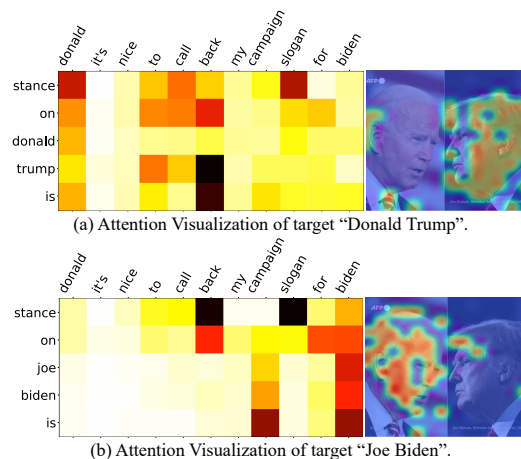 donald it's nice to call back my campaign slogan for biden
stance
on
donald
trump
is
AFP
(a) Attention Visualization of target “Donald Trump”.
donald it's nice to call back my campaign slogan for biden
stance
on
joe
biden
is
AFP
(b) Attention Visualization of target “Joe Biden”.